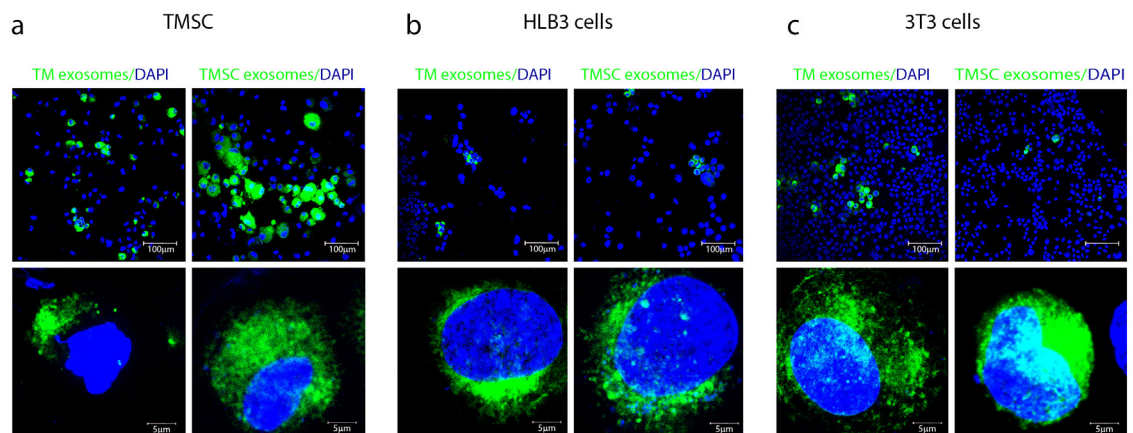 a
TMSC
b
HLB3 cells
c
3T3 cells
TM exosomes/DAPI
TMSC exosomes/DAPI
TM exosomes/DAPI
TMSC exosomes/DAPI
TM exosomes/DAPI
TMSC exosomes/DAPI
100μm
100μm
100μm
100μm
100μm
5μm
5μm
5μm
5μm
5μm
5μm